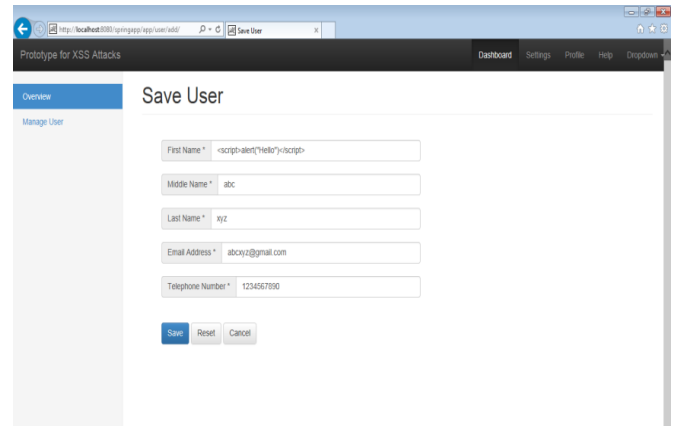 http://localhost:8080/springapp/app/user/add/
Save User
Prototype for XSS Attacks
Dashboard
Settings
Profile
Help
Dropdown
Overview
Manage User
Save User
First Name * <script>alert("Hello")</script>
Middle Name * abc
Last Name * xyz
Email Address * abcxyz@gmail.com
Telephone Number * 1234567890
Save
Reset
Cancel